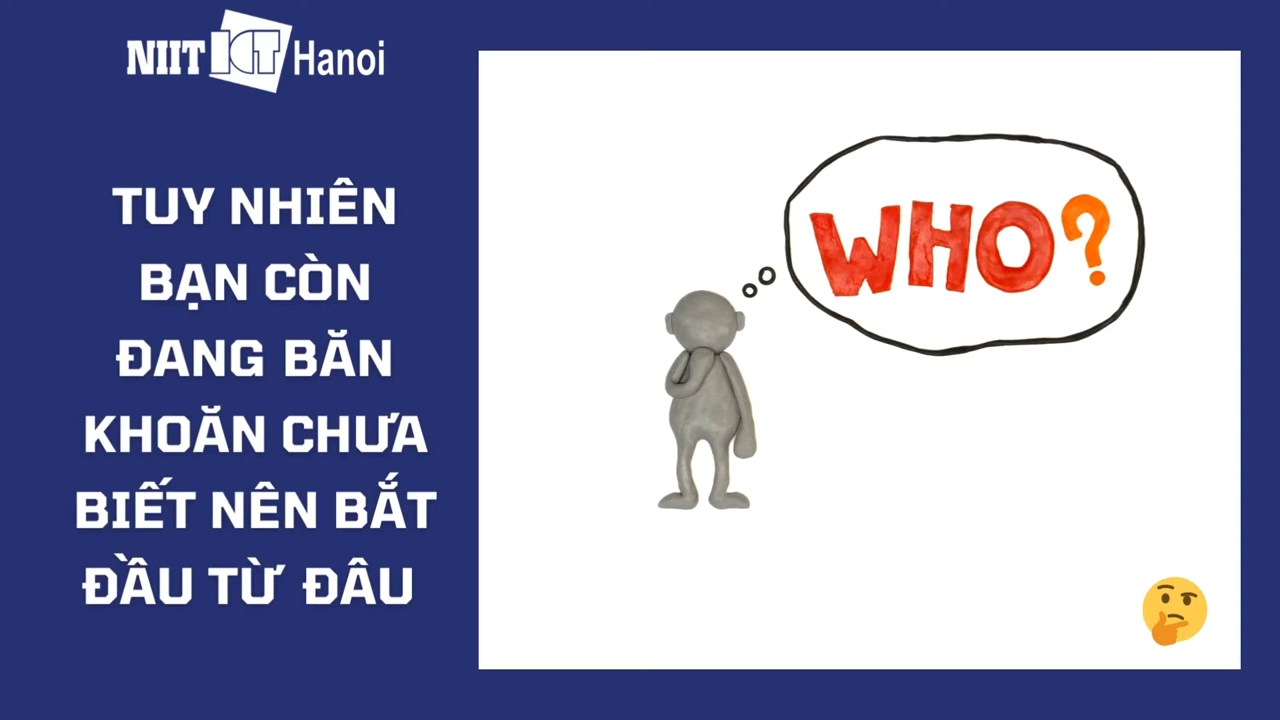 NIIT ICT Hanoi
TUY NHIÊN
BẠN CÒN
ĐANG BĂN
KHOĂN CHƯA
BIẾT NÊN BẮT
ĐẦU TỪ ĐÂU
WHO?